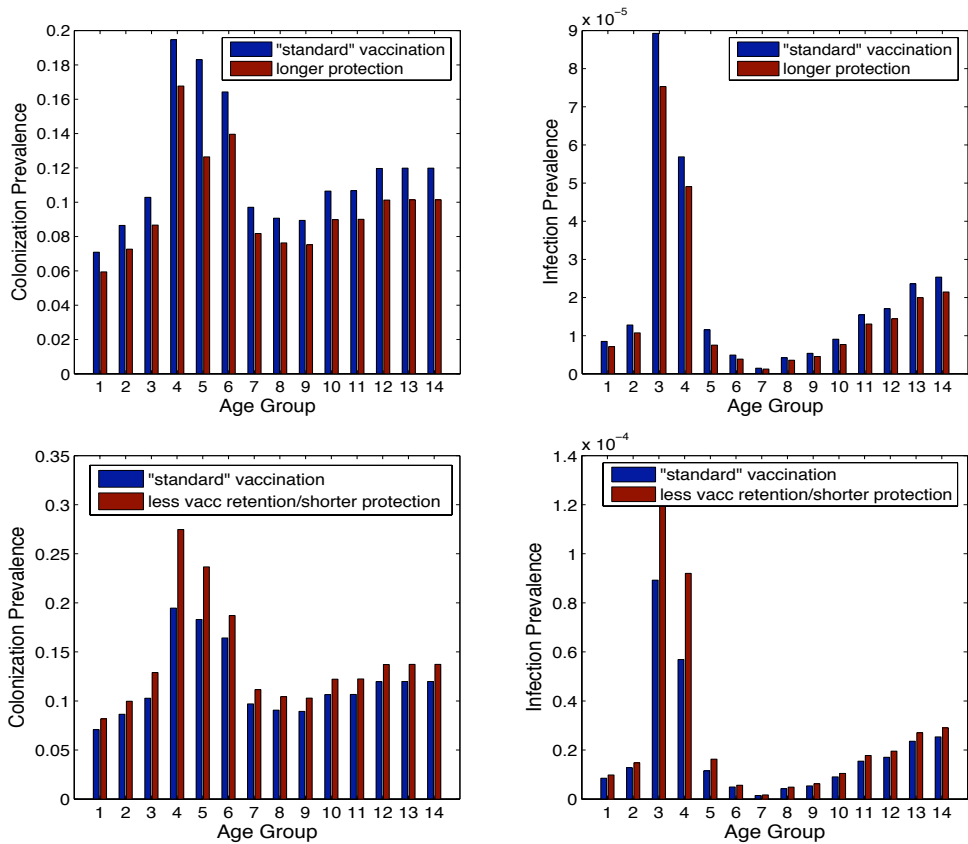 "standard" vaccination
longer protection
Colonization Prevalence
0.2
0.18
0.16
0.14
0.12
0.1
0.08
0.06
0.04
0.02
0
1 2 3 4 5 6 7 8 9 10 11 12 13 14
Age Group
x 10^-5
"standard" vaccination
longer protection
Infection Prevalence
9
8
7
6
5
4
3
2
1
0
1 2 3 4 5 6 7 8 9 10 11 12 13 14
Age Group
"standard" vaccination
less vacc retention/shorter protection
Colonization Prevalence
0.35
0.3
0.25
0.2
0.15
0.1
0.05
0
1 2 3 4 5 6 7 8 9 10 11 12 13 14
Age Group
x 10^-4
"standard" vaccination
less vacc retention/shorter protection
Infection Prevalence
1.4
1.2
1
0.8
0.6
0.4
0.2
0
1 2 3 4 5 6 7 8 9 10 11 12 13 14
Age Group